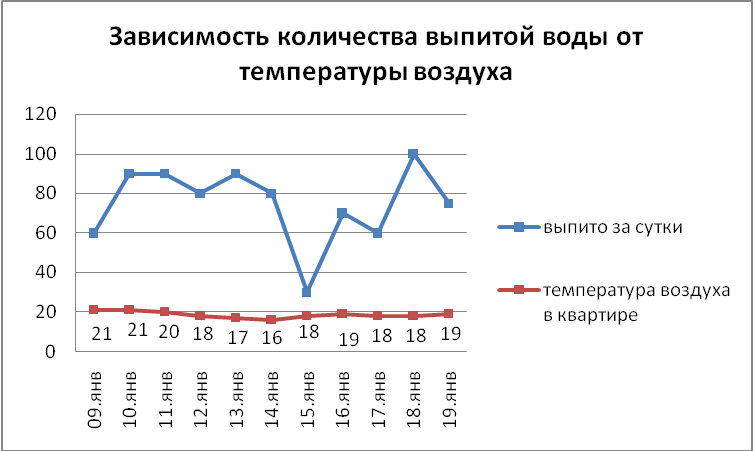 Зависимость количества выпитой воды от
температуры воздуха
120
100
80
60
40
20
0
21 21 20 18 17 16 18 19 18 18 19
09.янв 10.янв 11.янв 12.янв 13.янв 14.янв 15.янв 16.янв 17.янв 18.янв 19.янв
выпито за сутки
температура воздуха
в квартире